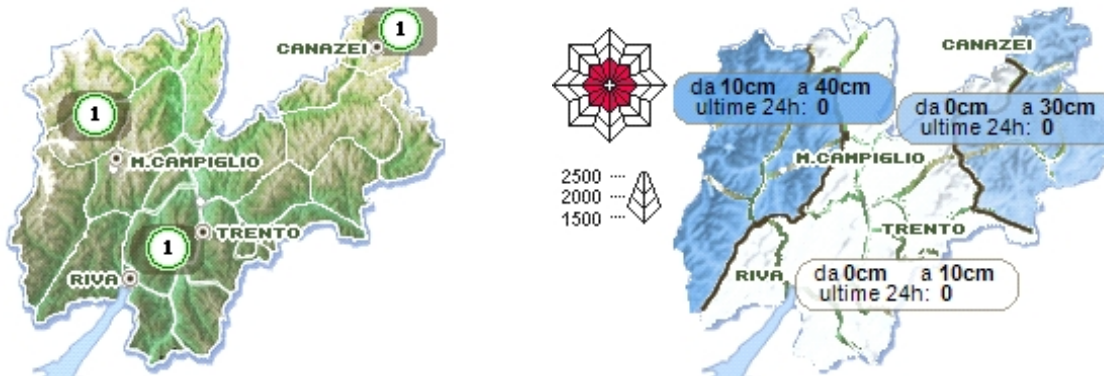 1
CANAZEI
1
M.CAMPIGLIO
1
TRENTO
RIVA
CANAZEI
da 10cm a 40cm
ultime 24h: 0
da 0cm a 30cm
ultime 24h: 0
M.CAMPIGLIO
2500
2000
1500
TRENTO
RIVA
da 0cm a 10cm
ultime 24h: 0